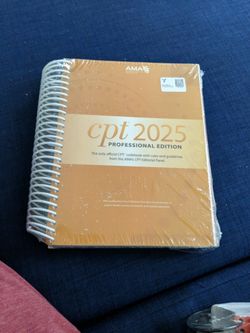 AMA
cpt 2025
PROFESSIONAL EDITION
The only official CPT codebook with rules and guidelines
from the AMA's CPT Editorial Panel.